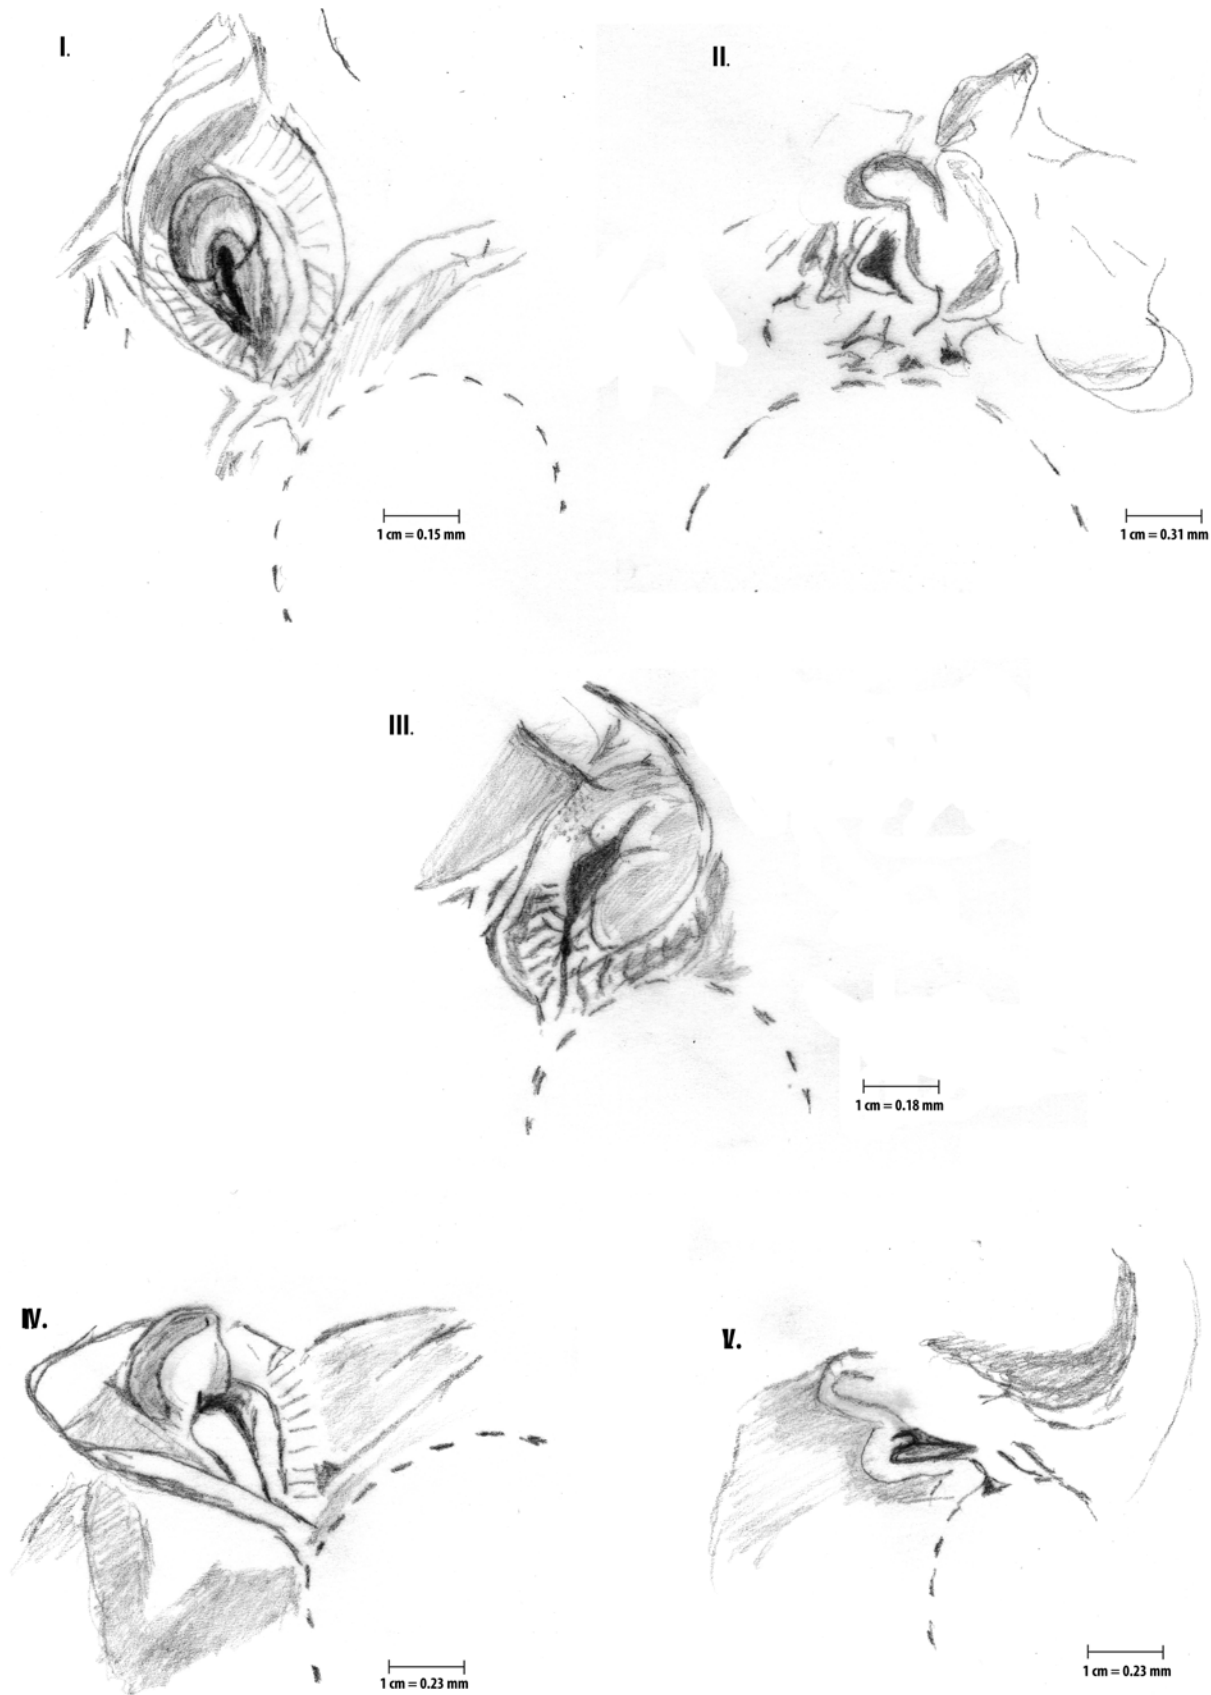 I.
II.
1 cm = 0.15 mm
1 cm = 0.31 mm
III.
1 cm = 0.18 mm
IV.
V.
1 cm = 0.23 mm
1 cm = 0.23 mm